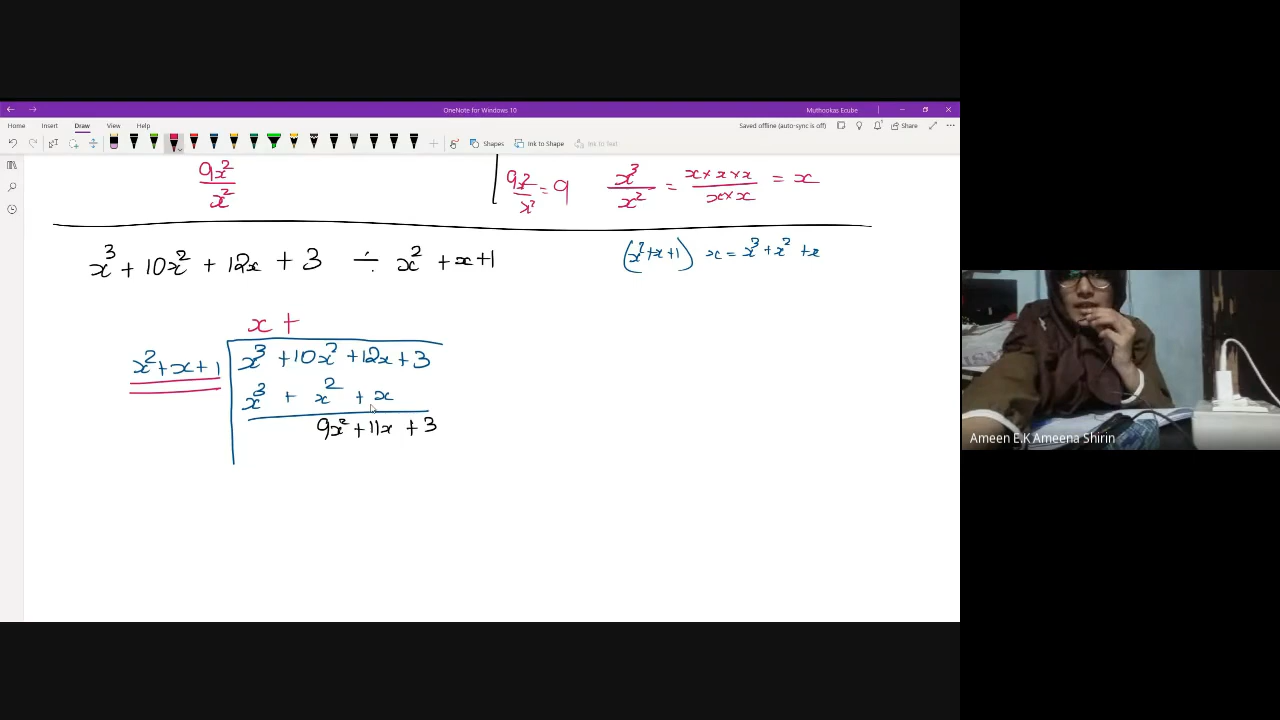 OneNote for Windows 10
Muthookas Ecube
Home Insert Draw View Help
Saved offline (auto-sync is off)
Share
Shapes Ink to Shape Ink to Text
9x²/x²
9x²/x² = 9
x³/x² = x×x×x/x×x = x
x³ + 10x² + 12x + 3 ÷ x² + x + 1
(x² + x + 1) x = x³ + x² + x
x +
x² + x + 1
x³ + 10x² + 12x + 3
x³ + x² + x
9x² + 11x + 3
Ameen E.K Ameena Shirin